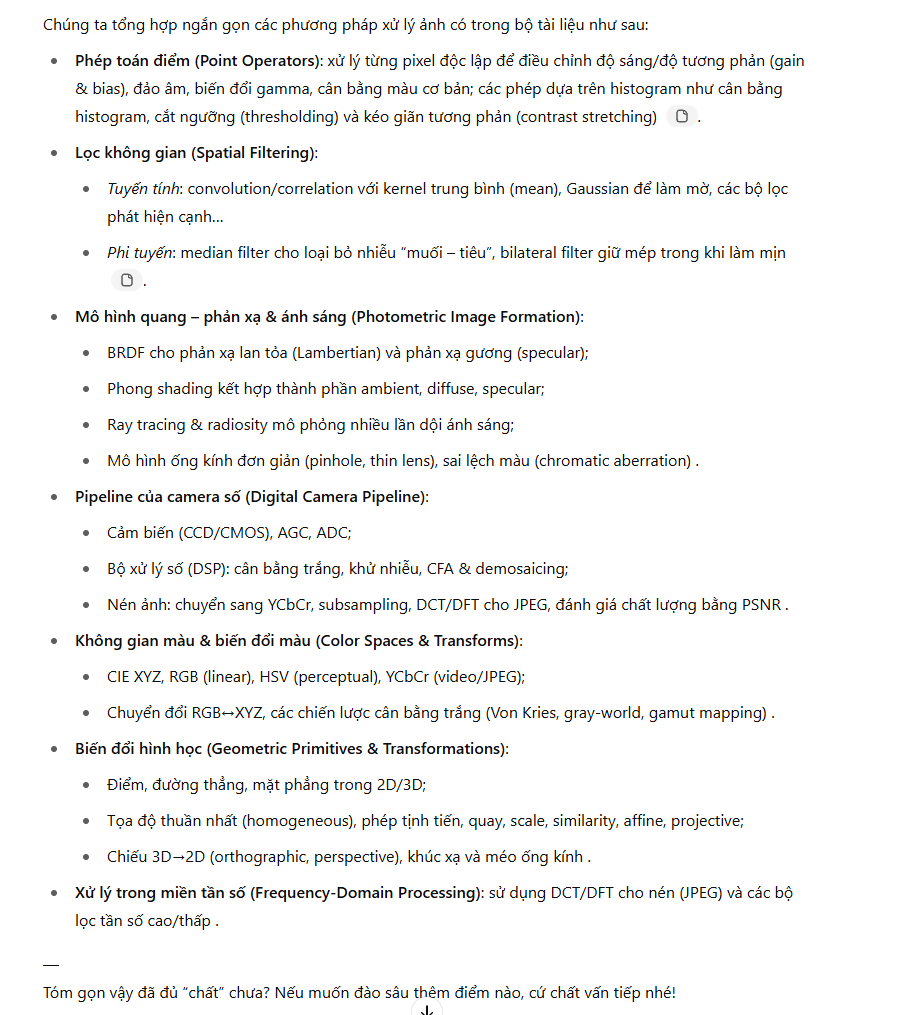 Chúng ta tổng hợp ngắn gọn các phương pháp xử lý ảnh có trong bộ tài liệu như sau:
Phép toán điểm (Point Operators): xử lý từng pixel độc lập để điều chỉnh độ sáng/độ tương phản (gain
& bias), đảo âm, biến đổi gamma, cân bằng màu cơ bản; các phép dựa trên histogram như cân bằng
histogram, cắt ngưỡng (thresholding) và kéo giãn tương phản (contrast stretching) .
Lọc không gian (Spatial Filtering):
Tuyến tính: convolution/correlation với kernel trung bình (mean), Gaussian để làm mờ, các bộ lọc
phát hiện cạnh...
Phi tuyến: median filter cho loại bỏ nhiễu “muối – tiêu”, bilateral filter giữ mép trong khi làm mịn
.
Mô hình quang – phản xạ & ánh sáng (Photometric Image Formation):
BRDF cho phản xạ lan tỏa (Lambertian) và phản xạ gương (specular);
Phong shading kết hợp thành phần ambient, diffuse, specular;
Ray tracing & radiosity mô phỏng nhiều lần dội ánh sáng;
Mô hình ống kính đơn giản (pinhole, thin lens), sai lệch màu (chromatic aberration) .
Pipeline của camera số (Digital Camera Pipeline):
Cảm biến (CCD/CMOS), AGC, ADC;
Bộ xử lý số (DSP): cân bằng trắng, khử nhiễu, CFA & demosaicing;
Nén ảnh: chuyển sang YCbCr, subsampling, DCT/DFT cho JPEG, đánh giá chất lượng bằng PSNR .
Không gian màu & biến đổi màu (Color Spaces & Transforms):
CIE XYZ, RGB (linear), HSV (perceptual), YCbCr (video/JPEG);
Chuyển đổi RGB↔XYZ, các chiến lược cân bằng trắng (Von Kries, gray-world, gamut mapping) .
Biến đổi hình học (Geometric Primitives & Transformations):
Điểm, đường thẳng, mặt phẳng trong 2D/3D;
Tọa độ thuần nhất (homogeneous), phép tịnh tiến, quay, scale, similarity, affine, projective;
Chiếu 3D→2D (orthographic, perspective), khúc xạ và méo ống kính .
Xử lý trong miền tần số (Frequency-Domain Processing): sử dụng DCT/DFT cho nén (JPEG) và các bộ
lọc tần số cao/thấp .
—
Tóm gọn vậy đã đủ “chất” chưa? Nếu muốn đào sâu thêm điểm nào, cứ chất vấn tiếp nhé!